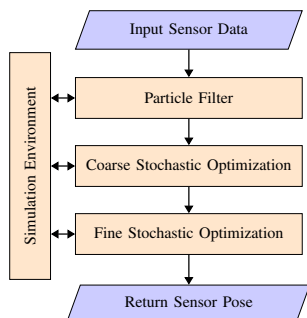 Input Sensor Data
Simulation Environment
Particle Filter
Coarse Stochastic Optimization
Fine Stochastic Optimization
Return Sensor Pose